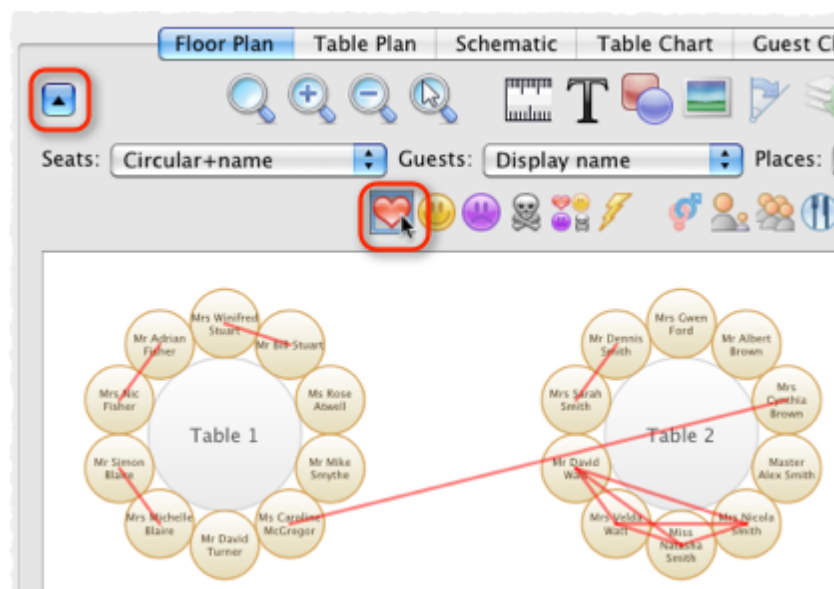 Floor Plan Table Plan Schematic Table Chart Guest Cl
T
Seats: Circular+name Guests: Display name Places:
Mrs Winifred
Stuart
Mr Bill Stuart
Ms Rose
Atwell
Mr Mike
Smythe
Ms Caroline
McGregor
Mr David
Turner
Mrs Michelle
Blaire
Mr Simon
Blaire
Mrs Nic
Fisher
Mr Adrian
Fisher
Table 1
Mrs Gwen
Ford
Mr Albert
Brown
Mrs
Cynthia
Brown
Master
Alex Smith
Mrs Nicola
Smith
Miss
Natasha
Smith
Mrs Velda
Watt
Mr David
Watt
Mrs Sarah
Smith
Mr Dennis
Smith
Table 2